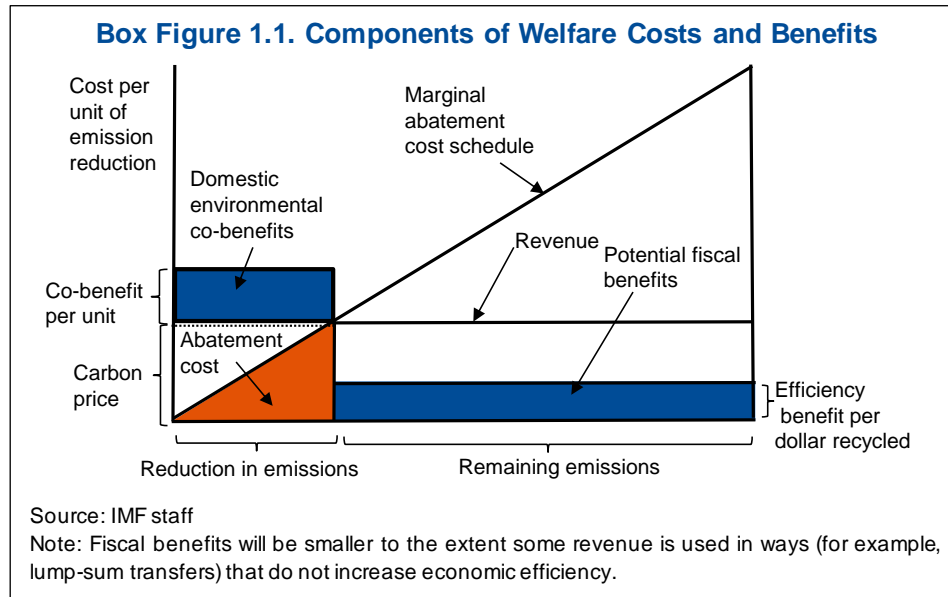 Box Figure 1.1. Components of Welfare Costs and Benefits
Cost per
unit of
emission
reduction
Marginal
abatement
cost schedule
Domestic
environmental
co-benefits
Revenue
Potential fiscal
benefits
Co-benefit
per unit
Abatement
cost
Carbon
price
Efficiency
benefit per
dollar recycled
Reduction in emissions
Remaining emissions
Source: IMF staff
Note: Fiscal benefits will be smaller to the extent some revenue is used in ways (for example,
lump-sum transfers) that do not increase economic efficiency.